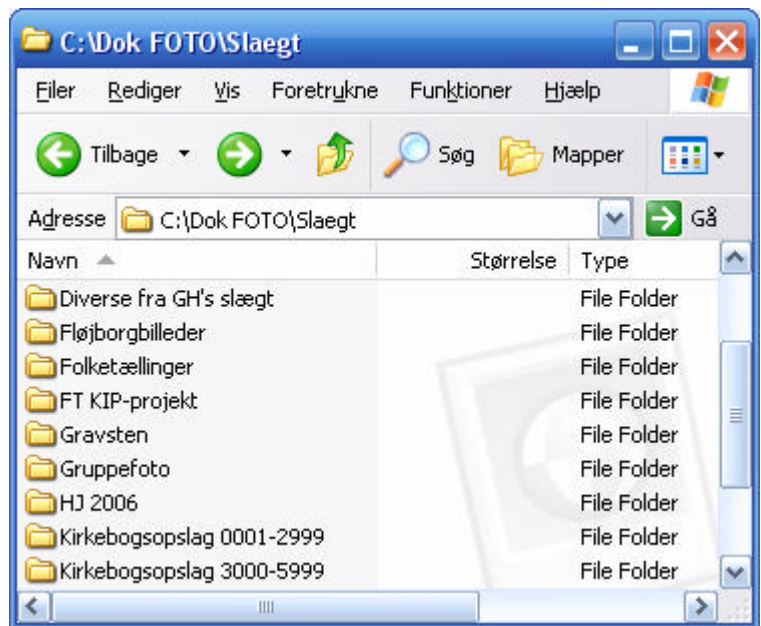 C:\Dok FOTO\Slaegt
Filer Rediger Vis Foretrukne Funktioner Hjælp
Tilbage Søg Mapper
Adresse C:\Dok FOTO\Slaegt Gå
Navn Størrelse Type
Diverse fra GH's slægt File Folder
Fløjborgbilleder File Folder
Folketællinger File Folder
FT KIP-projekt File Folder
Gravsten File Folder
Gruppefoto File Folder
HJ 2006 File Folder
Kirkebogsopslag 0001-2999 File Folder
Kirkebogsopslag 3000-5999 File Folder